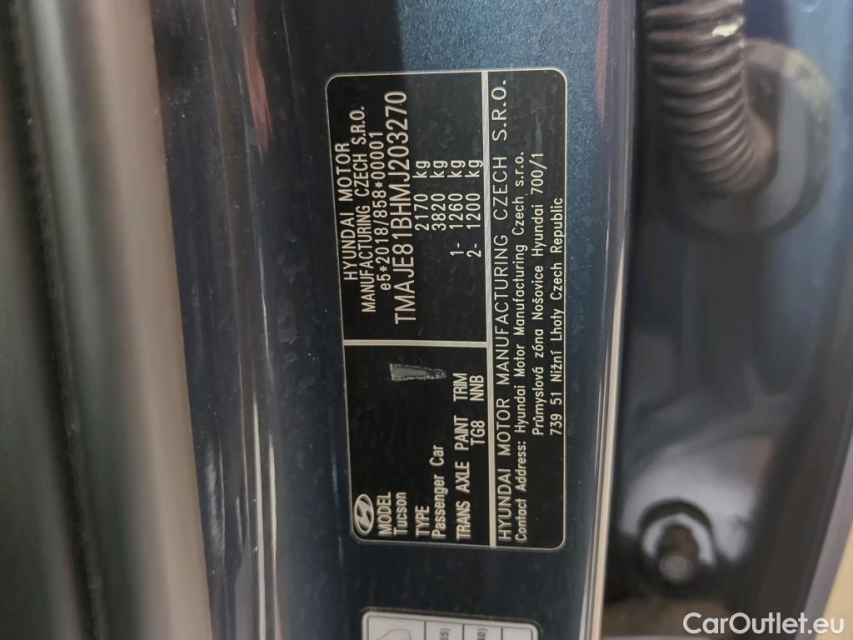 HYUNDAI MOTOR
MANUFACTURING CZECH S.R.O.
e5*2018/858*00001
TMAJE81BHMJ203270
2170 kg
3820 kg
1- 1260 kg
2- 1200 kg
MODEL
Tucson
TYPE
Passenger Car
TRANS AXLE PAINT TRIM
TG8 NNB
HYUNDAI MOTOR MANUFACTURING CZECH S.R.O.
Contact Address: Hyundai Motor Manufacturing Czech s.r.o.
Průmyslová zóna Nošovice Hyundai 700/1
739 51 Nižní Lhoty Czech Republic
CarOutlet.eu